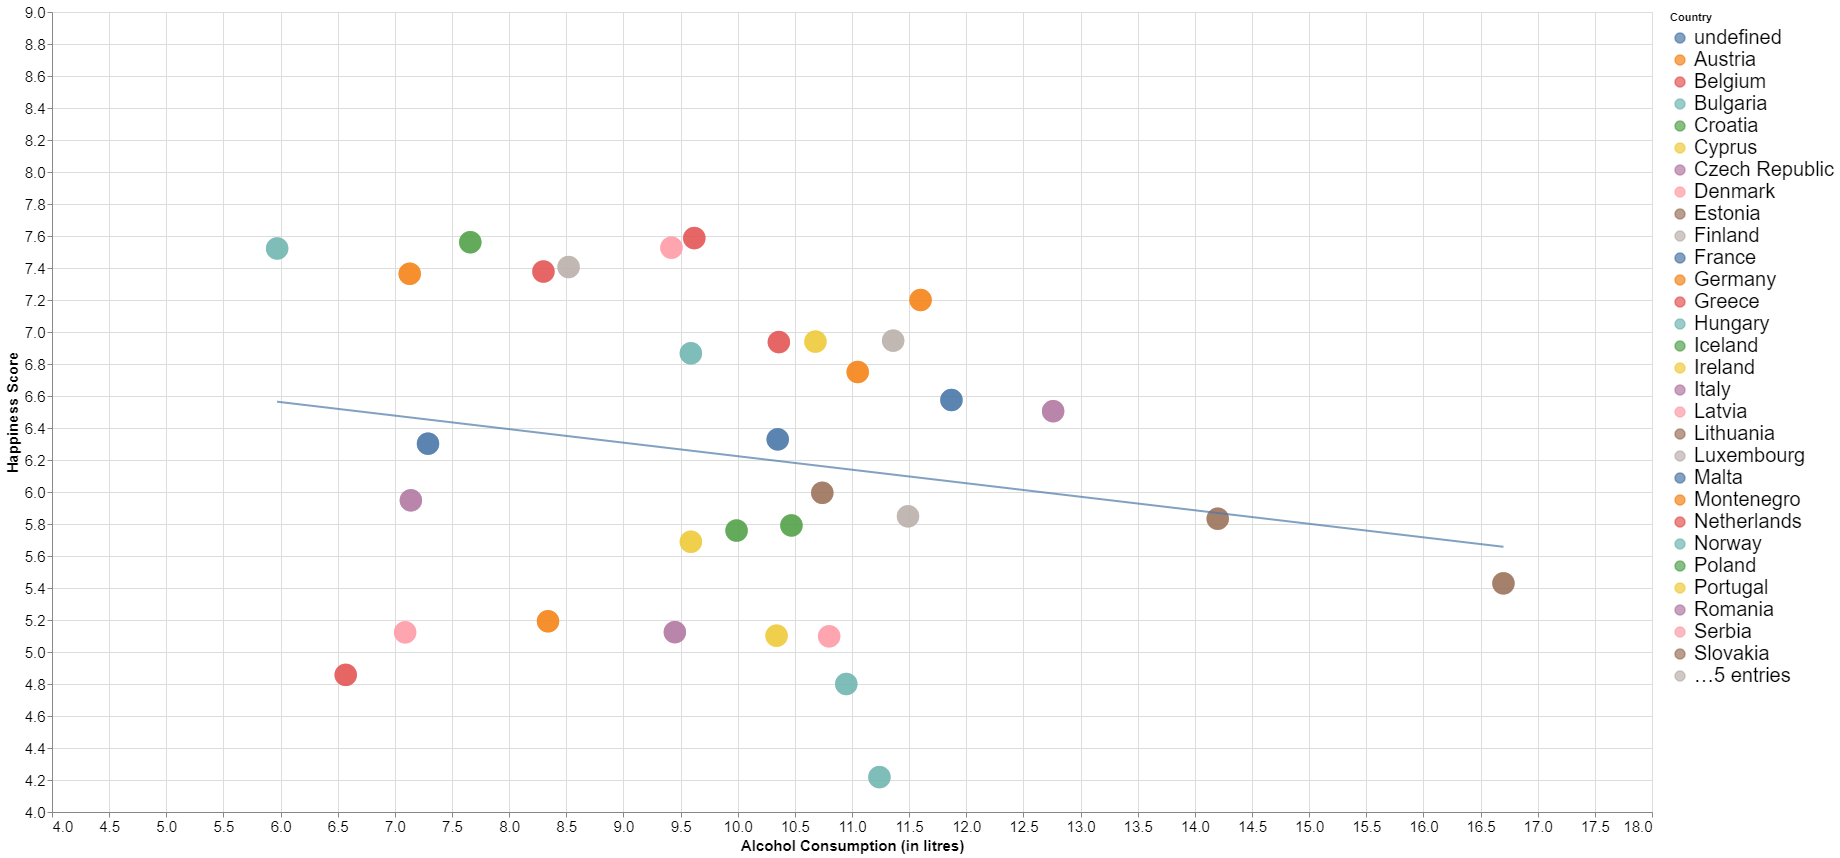 9.0
8.8
8.6
8.4
8.2
8.0
7.8
7.6
7.4
7.2
7.0
6.8
6.6
6.4
6.2
6.0
5.8
5.6
5.4
5.2
5.0
4.8
4.6
4.4
4.2
4.0
Happiness Score
4.0 4.5 5.0 5.5 6.0 6.5 7.0 7.5 8.0 8.5 9.0 9.5 10.0 10.5 11.0 11.5 12.0 12.5 13.0 13.5 14.0 14.5 15.0 15.5 16.0 16.5 17.0 17.5 18.0
Alcohol Consumption (in litres)
Country
undefined
Austria
Belgium
Bulgaria
Croatia
Cyprus
Czech Republic
Denmark
Estonia
Finland
France
Germany
Greece
Hungary
Iceland
Ireland
Italy
Latvia
Lithuania
Luxembourg
Malta
Montenegro
Netherlands
Norway
Poland
Portugal
Romania
Serbia
Slovakia
…5 entries